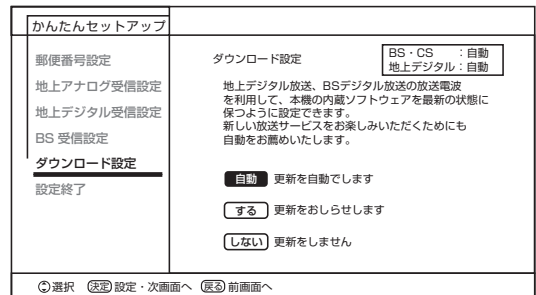 かんたんセットアップ
郵便番号設定
地上アナログ受信設定
地上デジタル受信設定
BS 受信設定
ダウンロード設定
設定終了
ダウンロード設定
BS・CS ：自動
地上デジタル：自動
地上デジタル放送、BSデジタル放送の放送電波
を利用して、本機の内蔵ソフトウェアを最新の状態に
保つように設定できます。
新しい放送サービスをお楽しみいただくためにも
自動をお薦めいたします。
自動 更新を自動でします
する 更新をおしらせします
しない 更新をしません
選択 決定 設定・次画面へ 戻る 前画面へ